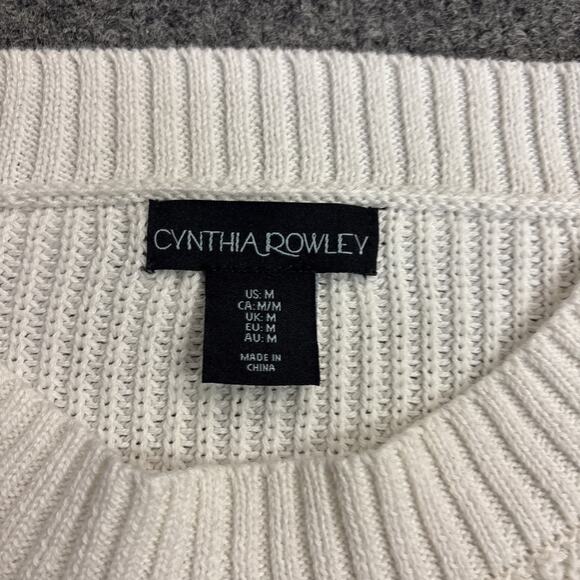 CYNTHIA ROWLEY
US: M
CA: M/M
UK: M
EU: M
AU: M
MADE IN
CHINA